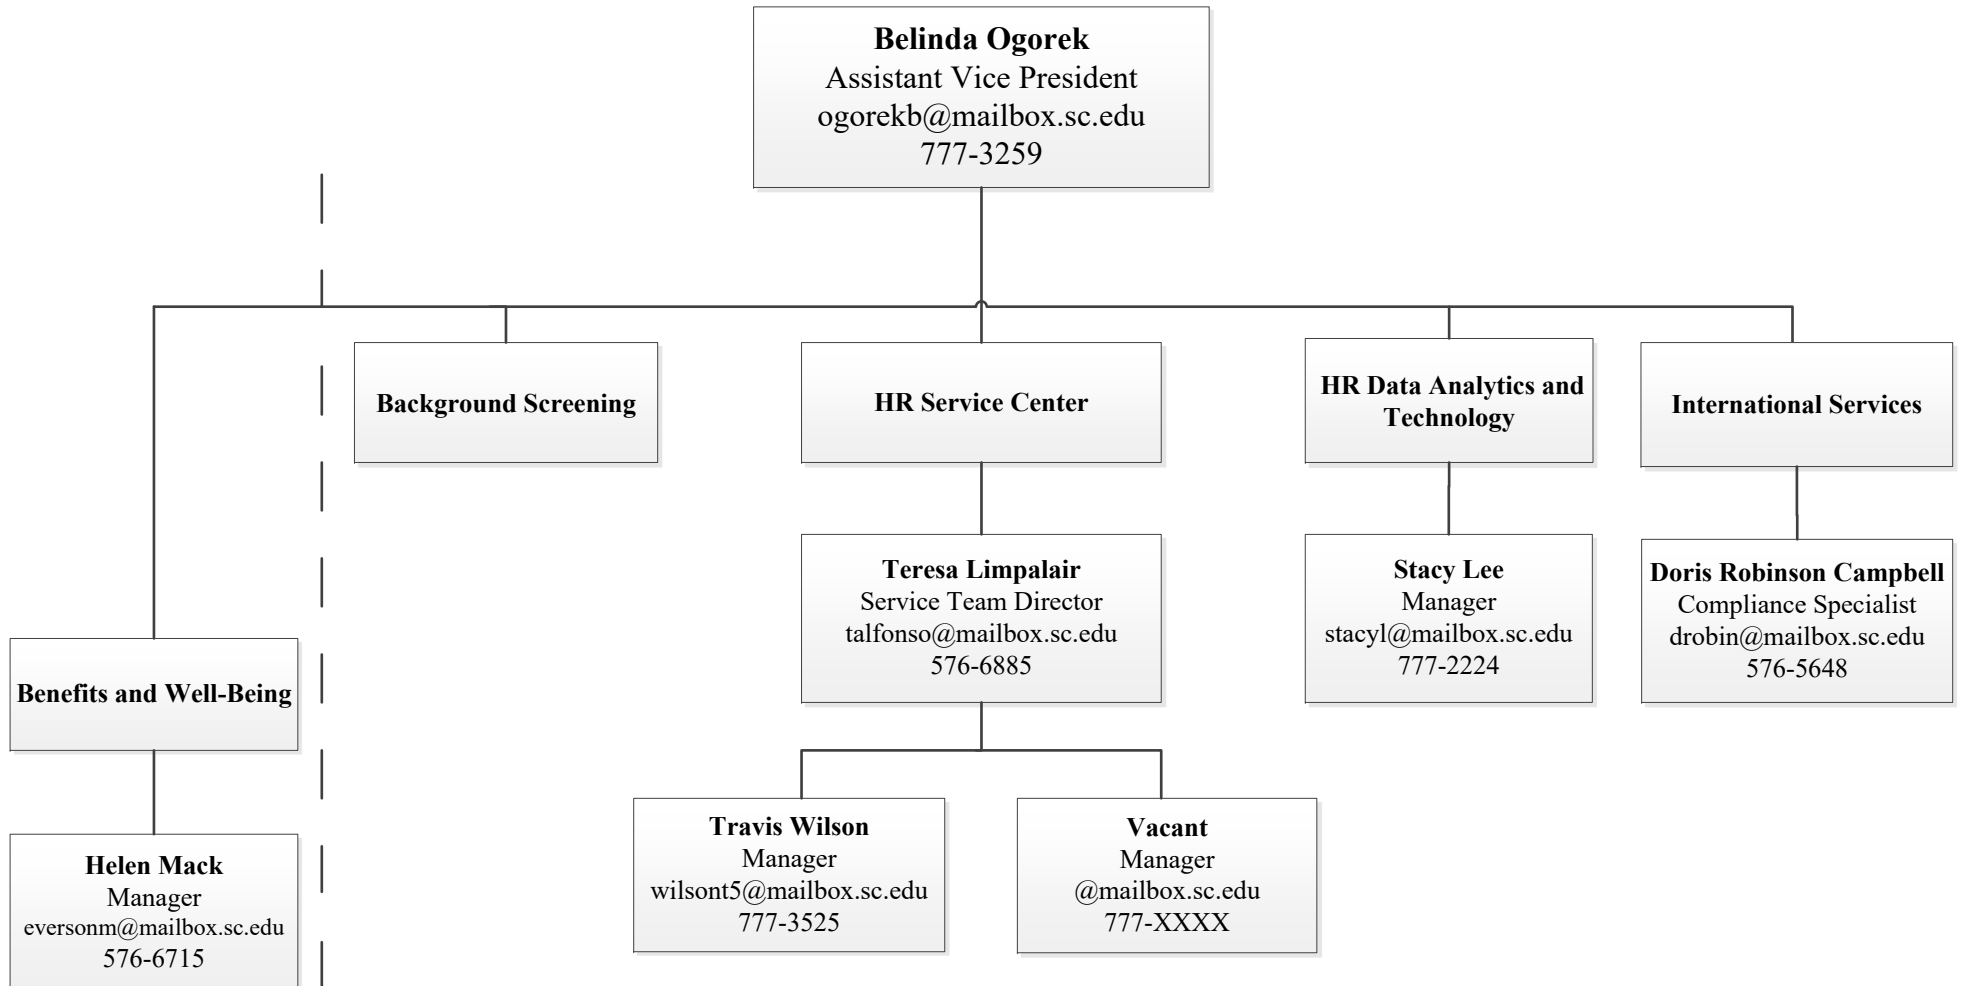 Belinda Ogorek
Assistant Vice President
ogorekb@mailbox.sc.edu
777-3259
Background Screening
HR Service Center
HR Data Analytics and
Technology
International Services
Teresa Limpalair
Service Team Director
talfonso@mailbox.sc.edu
576-6885
Stacy Lee
Manager
stacyl@mailbox.sc.edu
777-2224
Doris Robinson Campbell
Compliance Specialist
drobin@mailbox.sc.edu
576-5648
Benefits and Well-Being
Helen Mack
Manager
eversonm@mailbox.sc.edu
576-6715
Travis Wilson
Manager
wilsont5@mailbox.sc.edu
777-3525
Vacant
Manager
@mailbox.sc.edu
777-XXXX